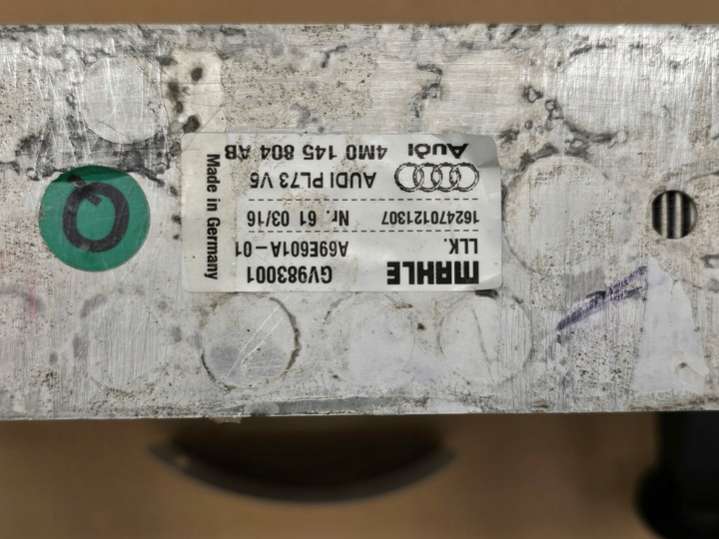 MAHLE GV983001
LLK. A69E601A-01
162470121307 Nr. 61 03/16
AUDI PL73 V5
Audi 4M0 145 804 AB
Made in Germany
O